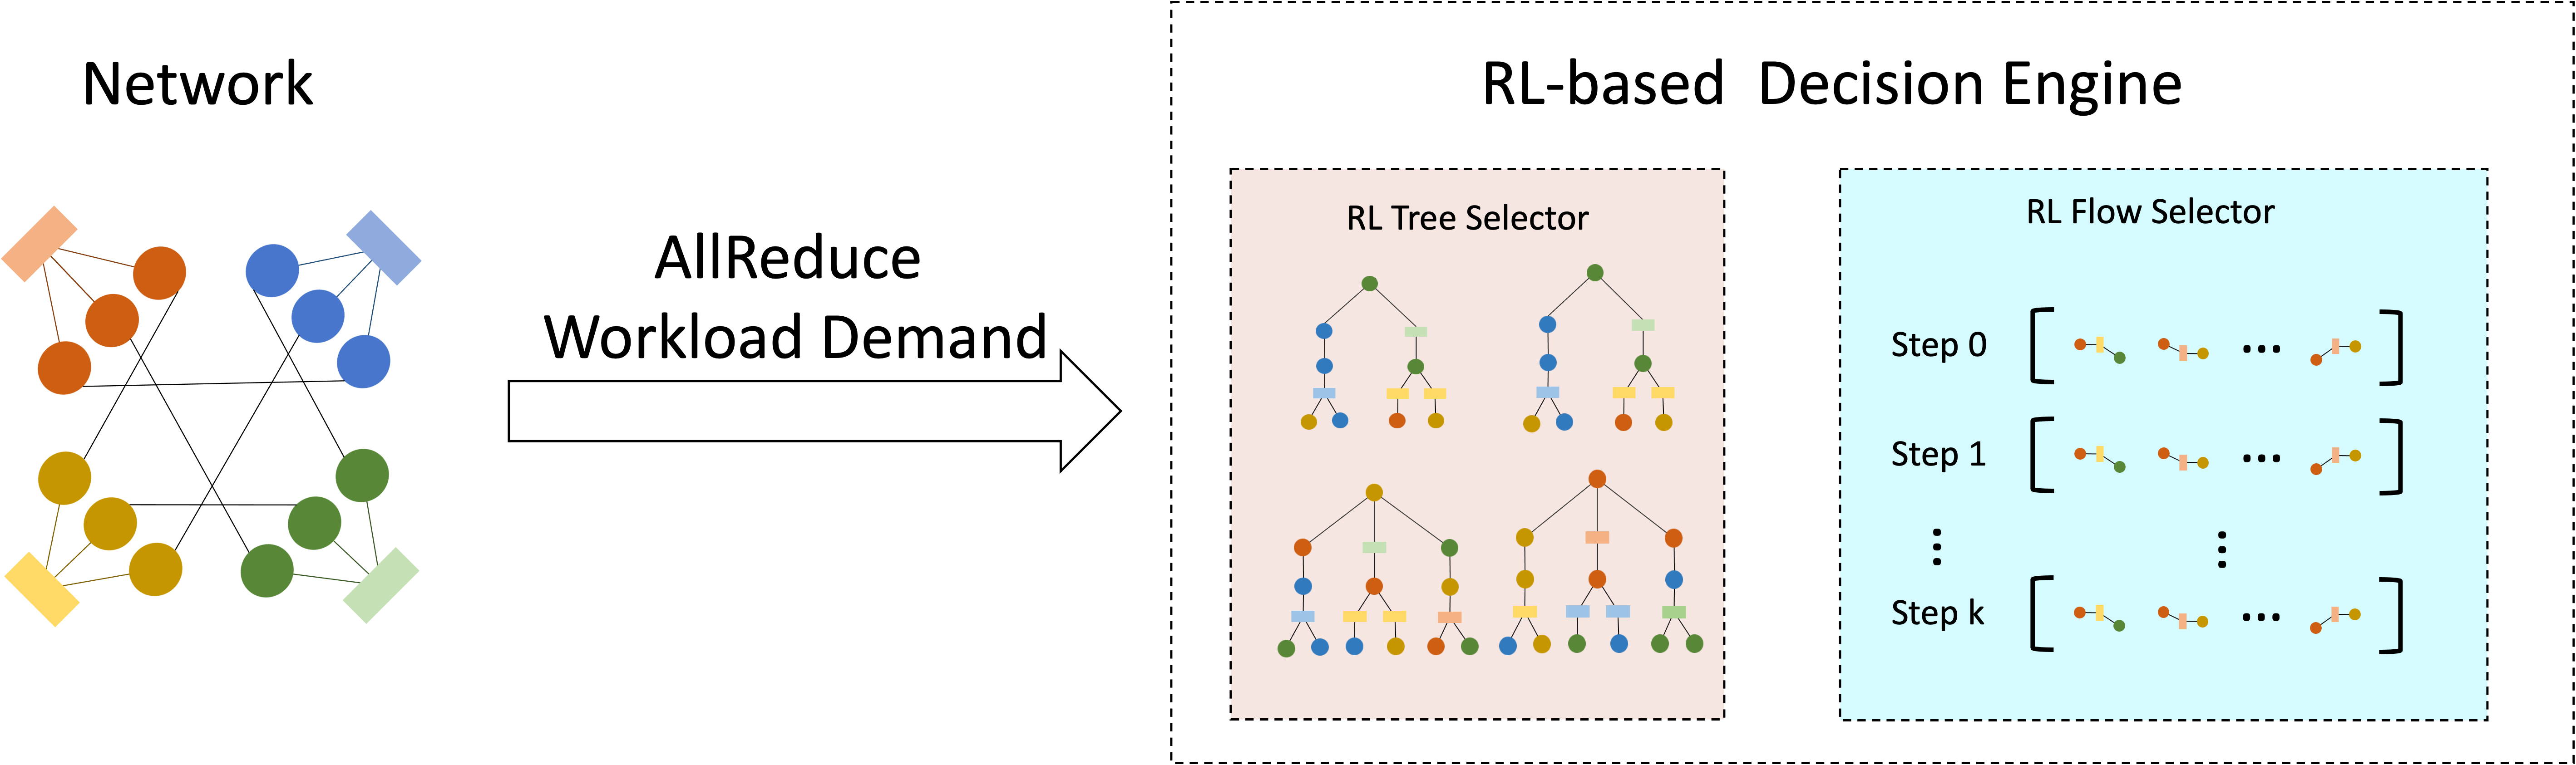 Network
AllReduce
Workload Demand
RL-based  Decision Engine
RL Tree Selector
RL Flow Selector
Step 0
Step 1
Step k